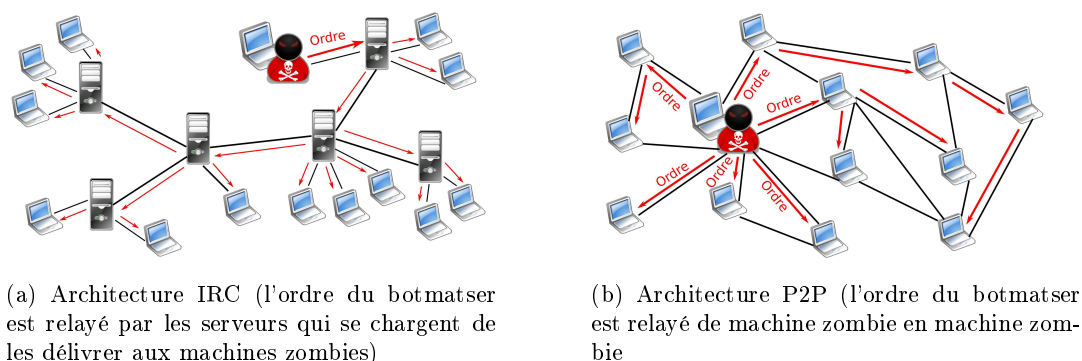 Ordre
Ordre
Ordre
Ordre
Ordre
Ordre
Ordre
(a) Architecture IRC (l'ordre du botmatser
est relayé par les serveurs qui se chargent de
les délivrer aux machines zombies)
(b) Architecture P2P (l'ordre du botmatser
est relayé de machine zombie en machine zom-
bie